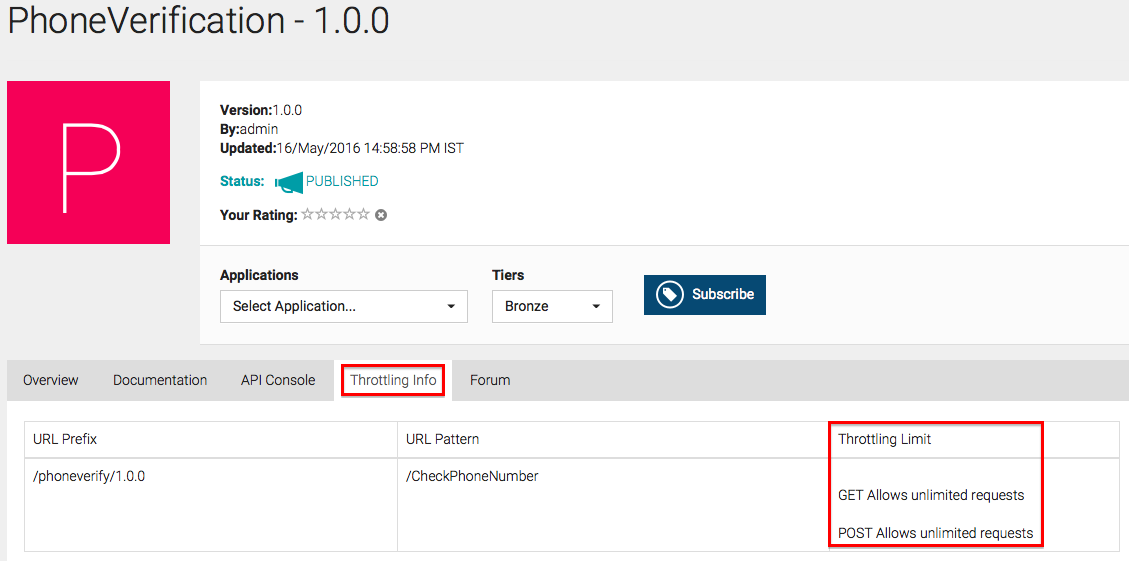 PhoneVerification - 1.0.0
P
Version:1.0.0
By:admin
Updated:16/May/2016 14:58:58 PM IST
Status: PUBLISHED
Your Rating:
Applications
Tiers
Select Application...
Bronze
Subscribe
Overview
Documentation
API Console
Throttling Info
Forum
URL Prefix
URL Pattern
Throttling Limit
/phoneverify/1.0.0
/CheckPhoneNumber
GET Allows unlimited requests
POST Allows unlimited requests